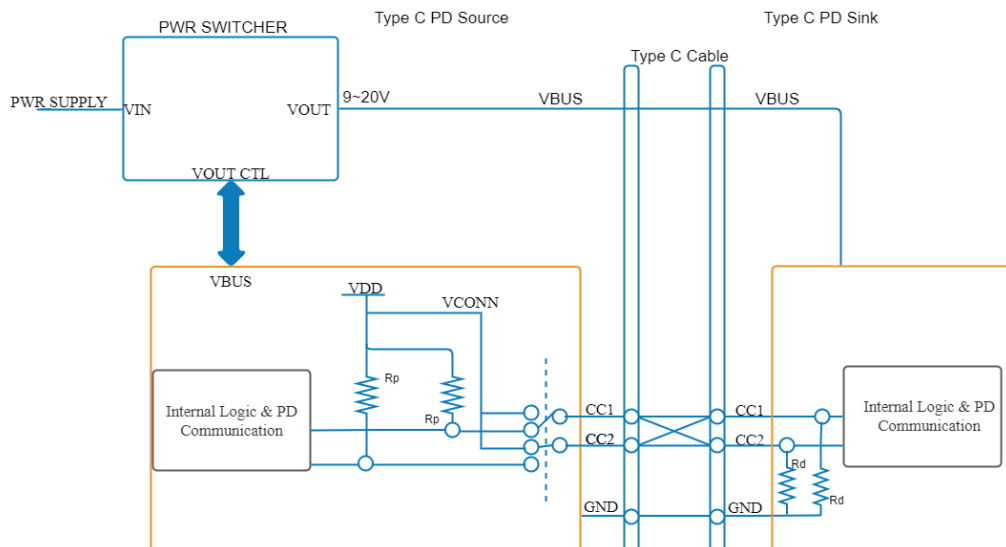 Type C PD Source
Type C PD Sink
PWR SWITCHER
Type C Cable
PWR SUPPLY
VIN
VOUT
9~20V
VBUS
VBUS
VOUT CTL
VBUS
VDD
VCONN
Rp
Rp
Internal Logic & PD
Communication
CC1
CC2
GND
CC1
CC2
GND
Rd
Rd
Internal Logic & PD
Communication